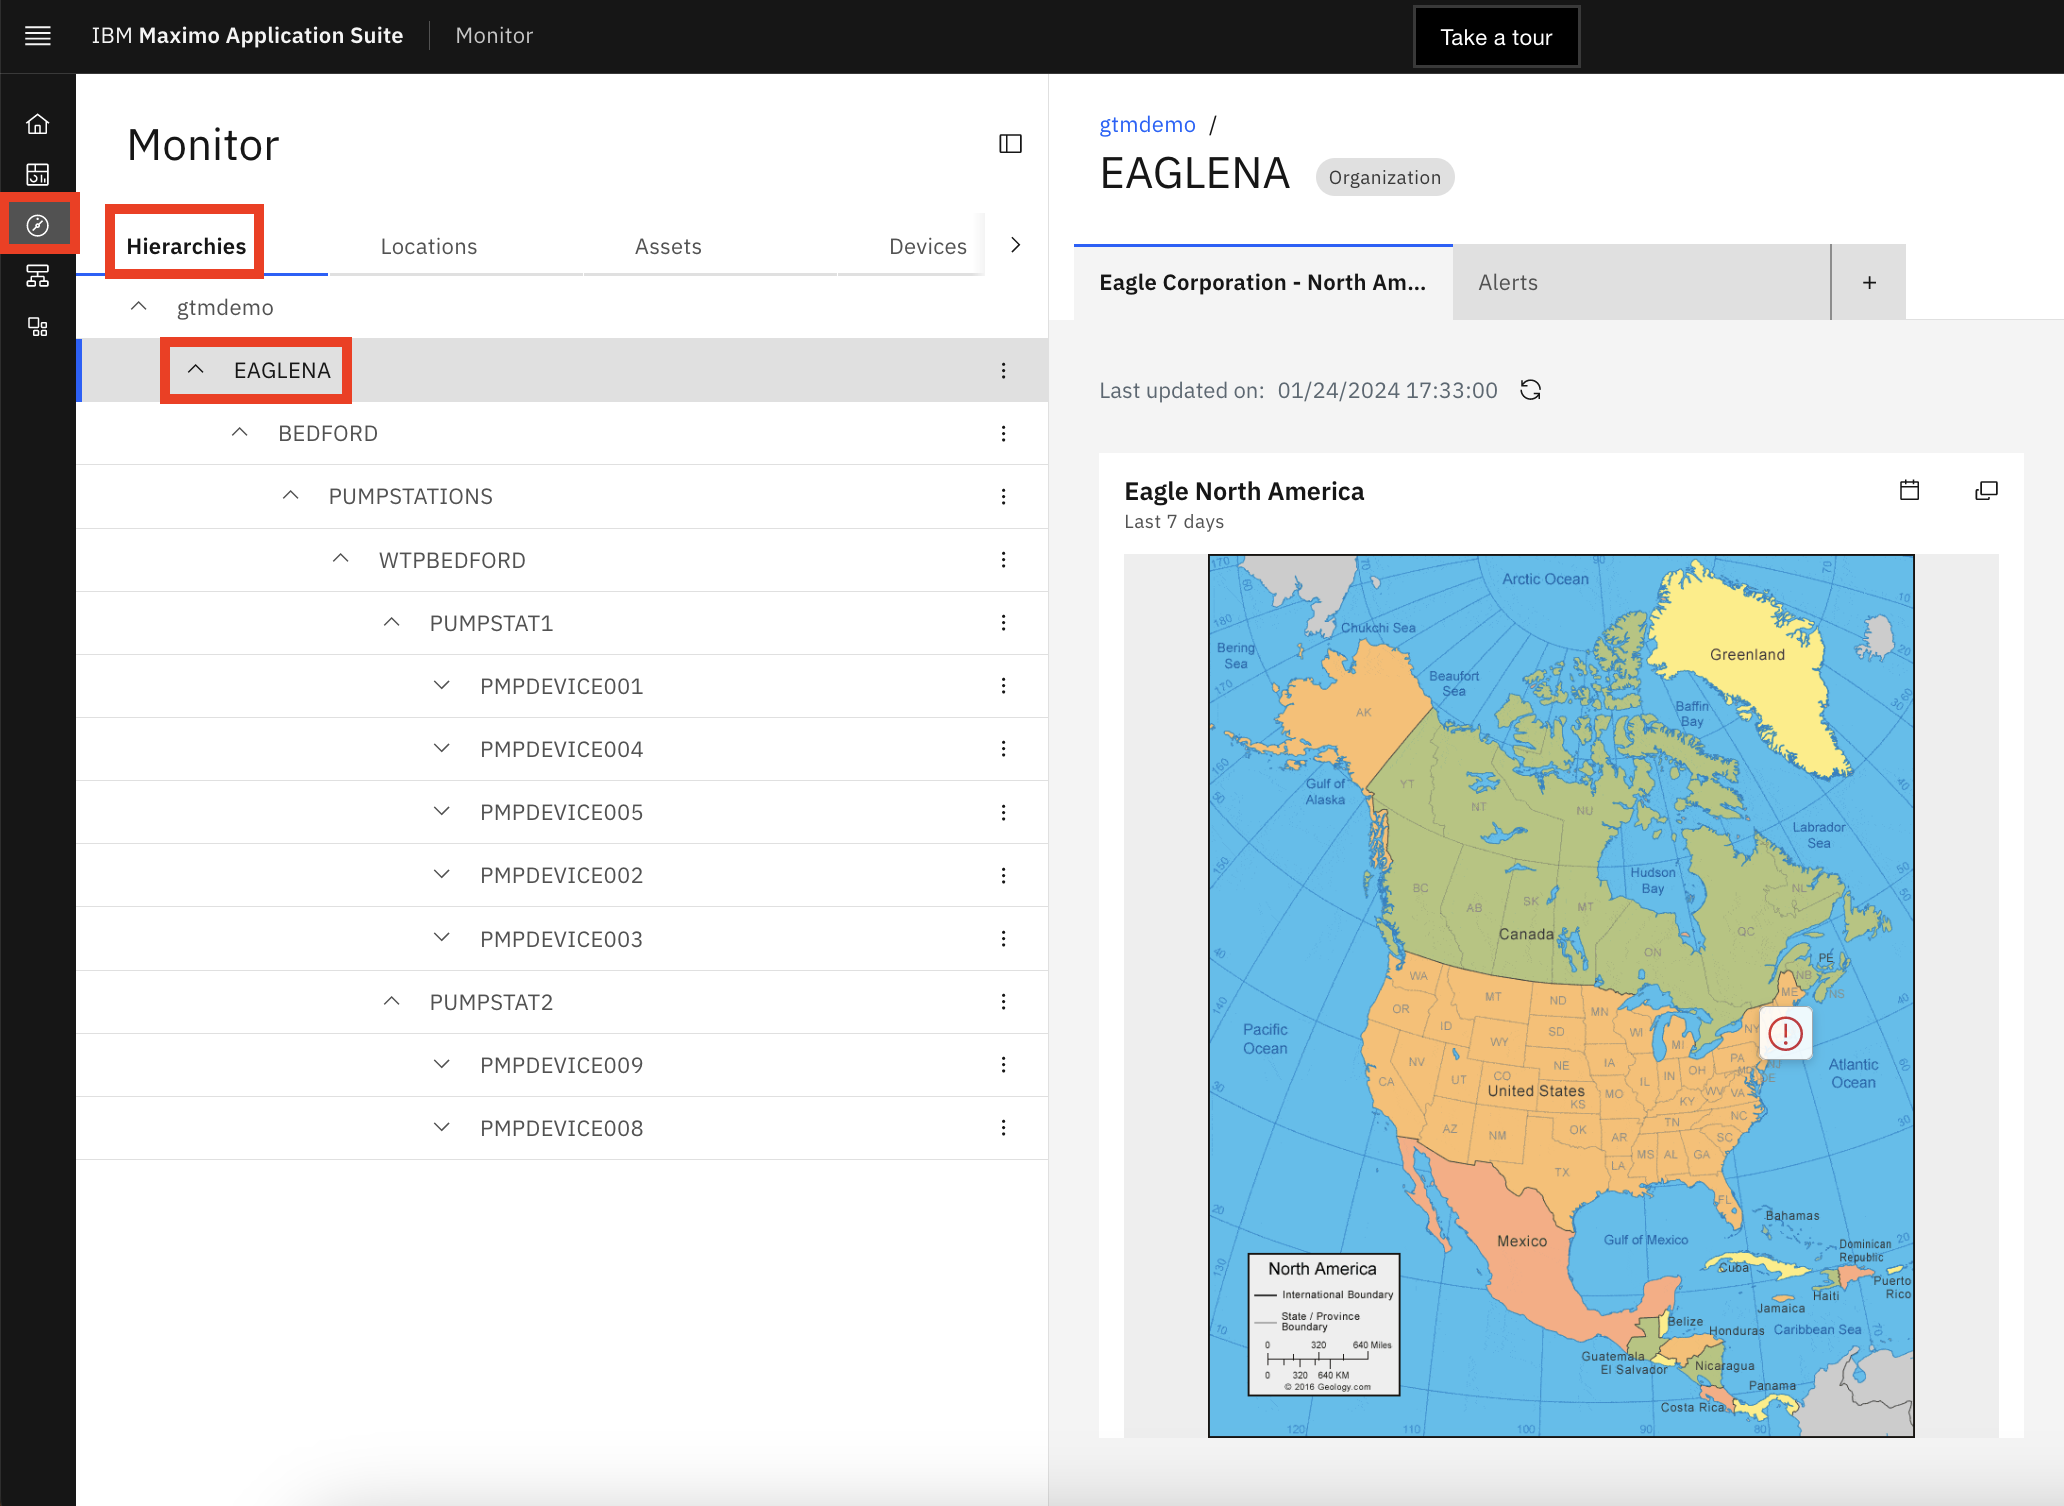 IBM Maximo Application Suite
Monitor
Take a tour
Monitor
Hierarchies
Locations
Assets
Devices
gtmdemo
EAGLENA
BEDFORD
PUMPSTATIONS
WTPBEDFORD
PUMPSTAT1
PMPDEVICE001
PMPDEVICE004
PMPDEVICE005
PMPDEVICE002
PMPDEVICE003
PUMPSTAT2
PMPDEVICE009
PMPDEVICE008
gtmdemo /
EAGLENA
Organization
Eagle Corporation - North Am...
Alerts
+
Last updated on: 01/24/2024 17:33:00
Eagle North America
Last 7 days
Arctic Ocean
Chukchi Sea
Bering
Sea
Beaufort
Sea
Greenland
Baffin
Bay
AK
Gulf of
Alaska
YT
NT
NU
Labrador
Sea
Hudson
Bay
BC
AB
SK
MT
NL
QC
ON
Canada
PE
NB
NS
ME
WA
MT
ND
MN
OR
ID
SD
WI
MI
NY
WY
Pacific
Ocean
NV
UT
CO
NE
IA
IL
IN
OH
PA
NJ
MD
DE
Atlantic
Ocean
CA
United States
KS
MO
KY
WV
VA
AZ
NM
OK
AR
TN
NC
SC
TX
LA
MS
AL
GA
FL
Mexico
Gulf of Mexico
Bahamas
Cuba
Dominican
Republic
Puerto
Rico
Haiti
Jamaica
Belize
Honduras
Caribbean Sea
Guatemala
El Salvador
Nicaragua
Panama
Costa Rica
North America
International Boundary
State / Province
Boundary
0 320 640 Miles
0 320 640 KM
© 2016 Geology.com